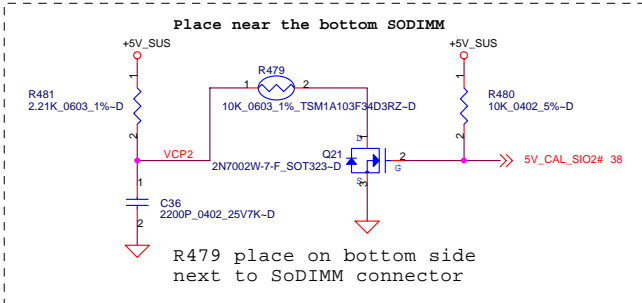 Place near the bottom SODIMM
+5V_SUS
+5V_SUS
R479
1
2
10K_0603_1%_TSM1A103F34D3RZ~D
1
R481
2.21K_0603_1%~D
2
1
R480
10K_0402_5%~D
2
VCP2
Q21
2N7002W-7-F_SOT323~D
D
1
2
G
S
3
5V_CAL_SIO2# 38
1
C36
2200P_0402_25V7K~D
2
R479 place on bottom side
next to SoDIMM connector